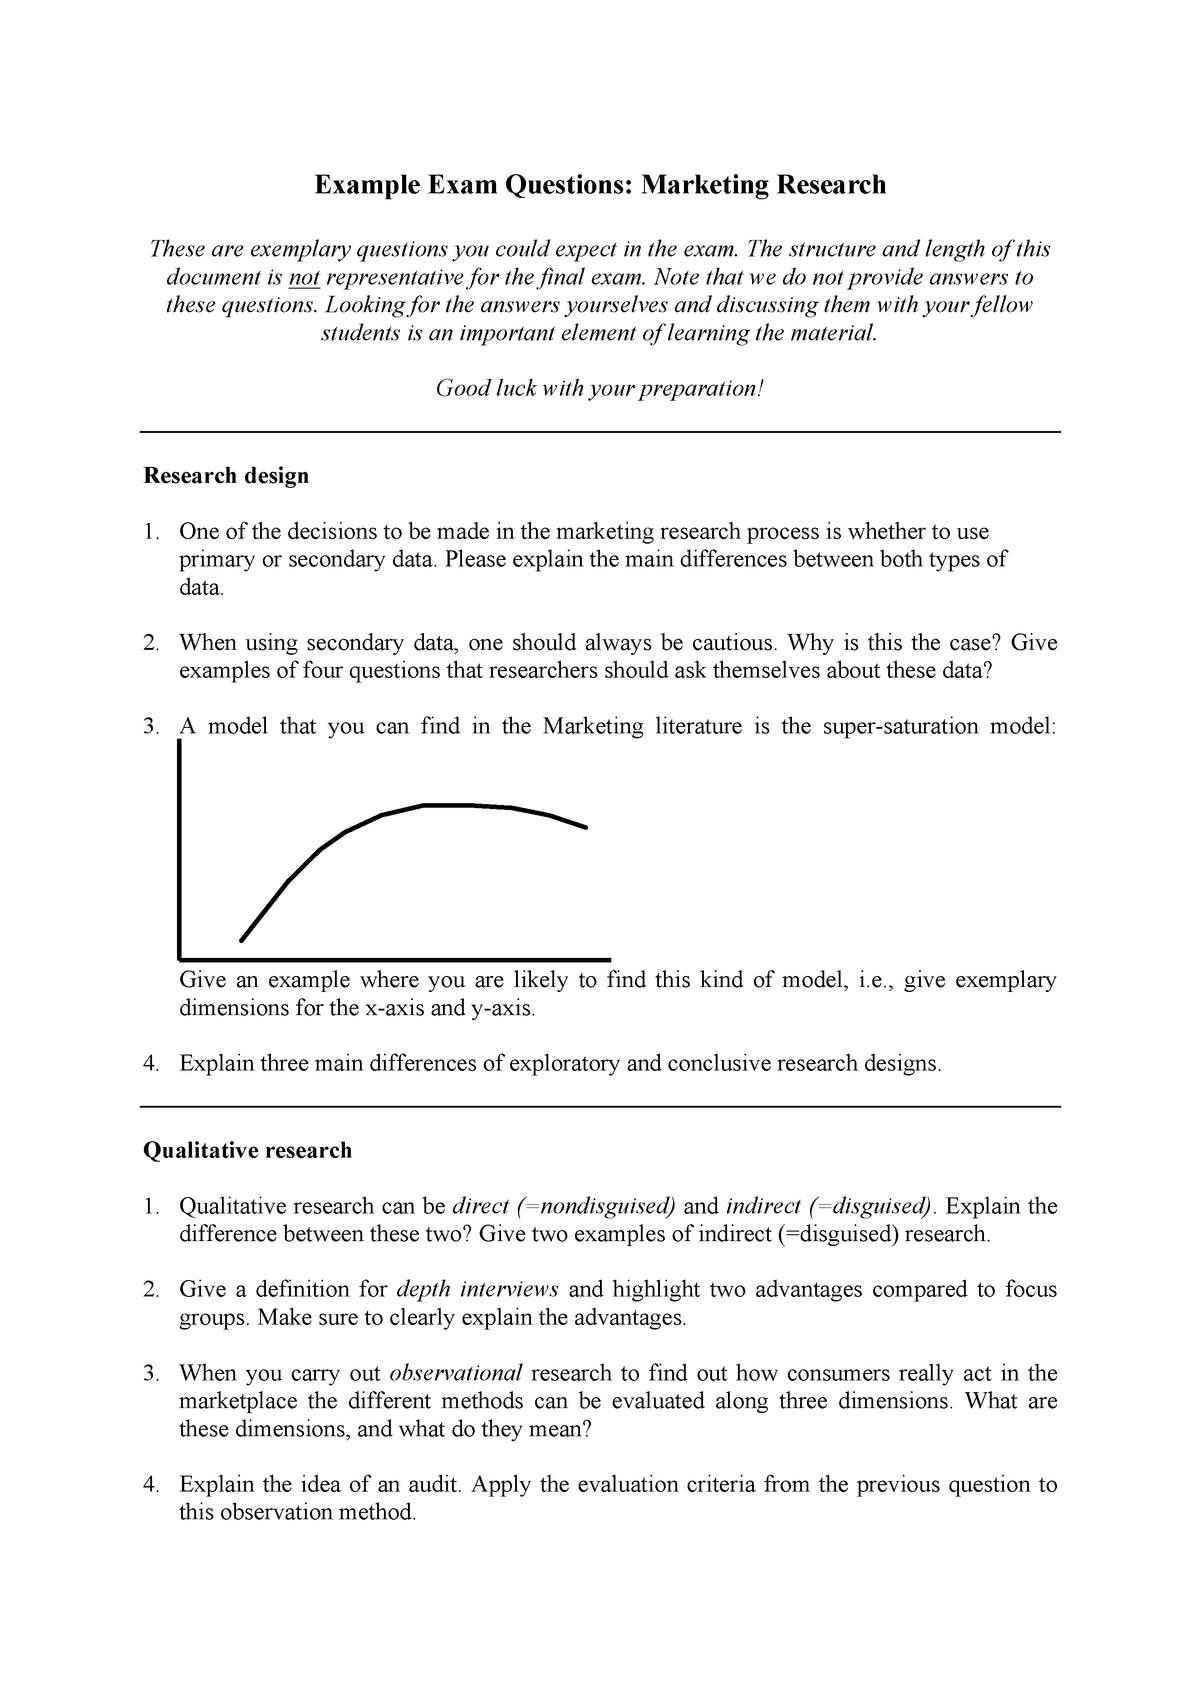 Example Exam Questions: Marketing Research
These are exemplary questions you could expect in the exam. The structure and length of this
document is not representative for the final exam. Note that we do not provide answers to
these questions. Looking for the answers yourselves and discussing them with your fellow
students is an important element of learning the material.
Good luck with your preparation!
Research design
1. One of the decisions to be made in the marketing research process is whether to use
primary or secondary data. Please explain the main differences between both types of
data.
2. When using secondary data, one should always be cautious. Why is this the case? Give
examples of four questions that researchers should ask themselves about these data?
3. A model that you can find in the Marketing literature is the super-saturation model:
Give an example where you are likely to find this kind of model, i.e., give exemplary
dimensions for the x-axis and y-axis.
4. Explain three main differences of exploratory and conclusive research designs.
Qualitative research
1. Qualitative research can be direct (=nondisguised) and indirect (=disguised). Explain the
difference between these two? Give two examples of indirect (=disguised) research.
2. Give a definition for depth interviews and highlight two advantages compared to focus
groups. Make sure to clearly explain the advantages.
3. When you carry out observational research to find out how consumers really act in the
marketplace the different methods can be evaluated along three dimensions. What are
these dimensions, and what do they mean?
4. Explain the idea of an audit. Apply the evaluation criteria from the previous question to
this observation method.